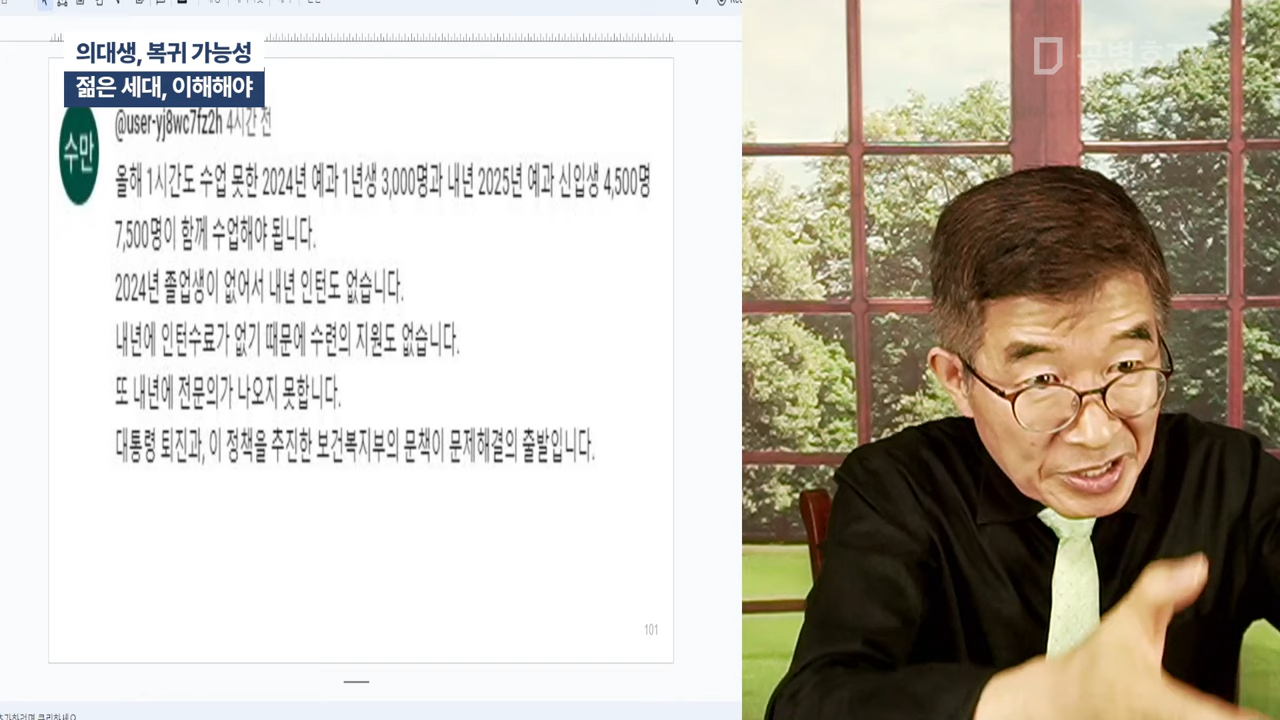 의대생, 복귀 가능성
젊은 세대, 이해해야
수만
@user-yj8wc7fz2h 4시간 전
올해 1시간도 수업 못한 2024년 예과 1년생 3,000명과 내년 2025년 예과 신입생 4,500명
7,500명이 함께 수업해야 됩니다.
2024년 졸업생이 없어서 내년 인턴도 없습니다.
내년에 인턴수료가 없기 때문에 수련의 지원도 없습니다.
또 내년에 전문의가 나오지 못합니다.
대통령 퇴진과, 이 정책을 추진한 보건복지부의 문책이 문제해결의 출발입니다.
101
공병호TV